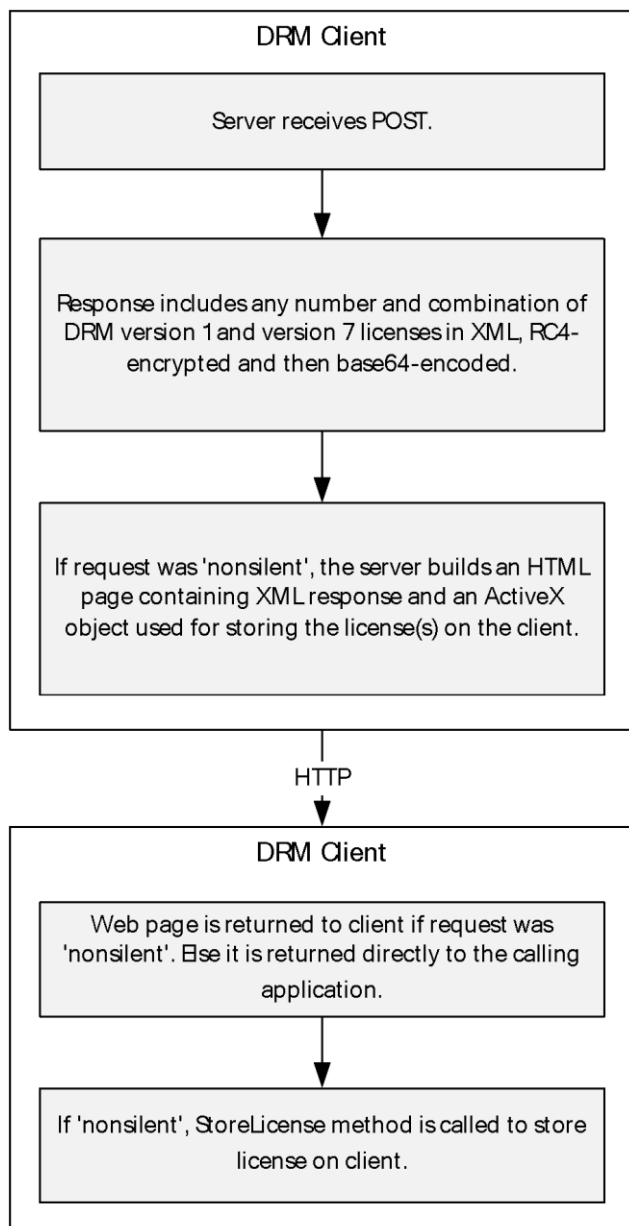 DRM Client
Server receives POST.
Response includes any number and combination of
DRM version 1 and version 7 licenses in XML, RC4-
encrypted and then base64-encoded.
If request was 'nonsilent', the server builds an HTML
page containing XML response and an ActiveX
object used for storing the license(s) on the client.
HTTP
DRM Client
Web page is returned to client if request was
'nonsilent'. Else it is returned directly to the calling
application.
If 'nonsilent', StoreLicense method is called to store
license on client.